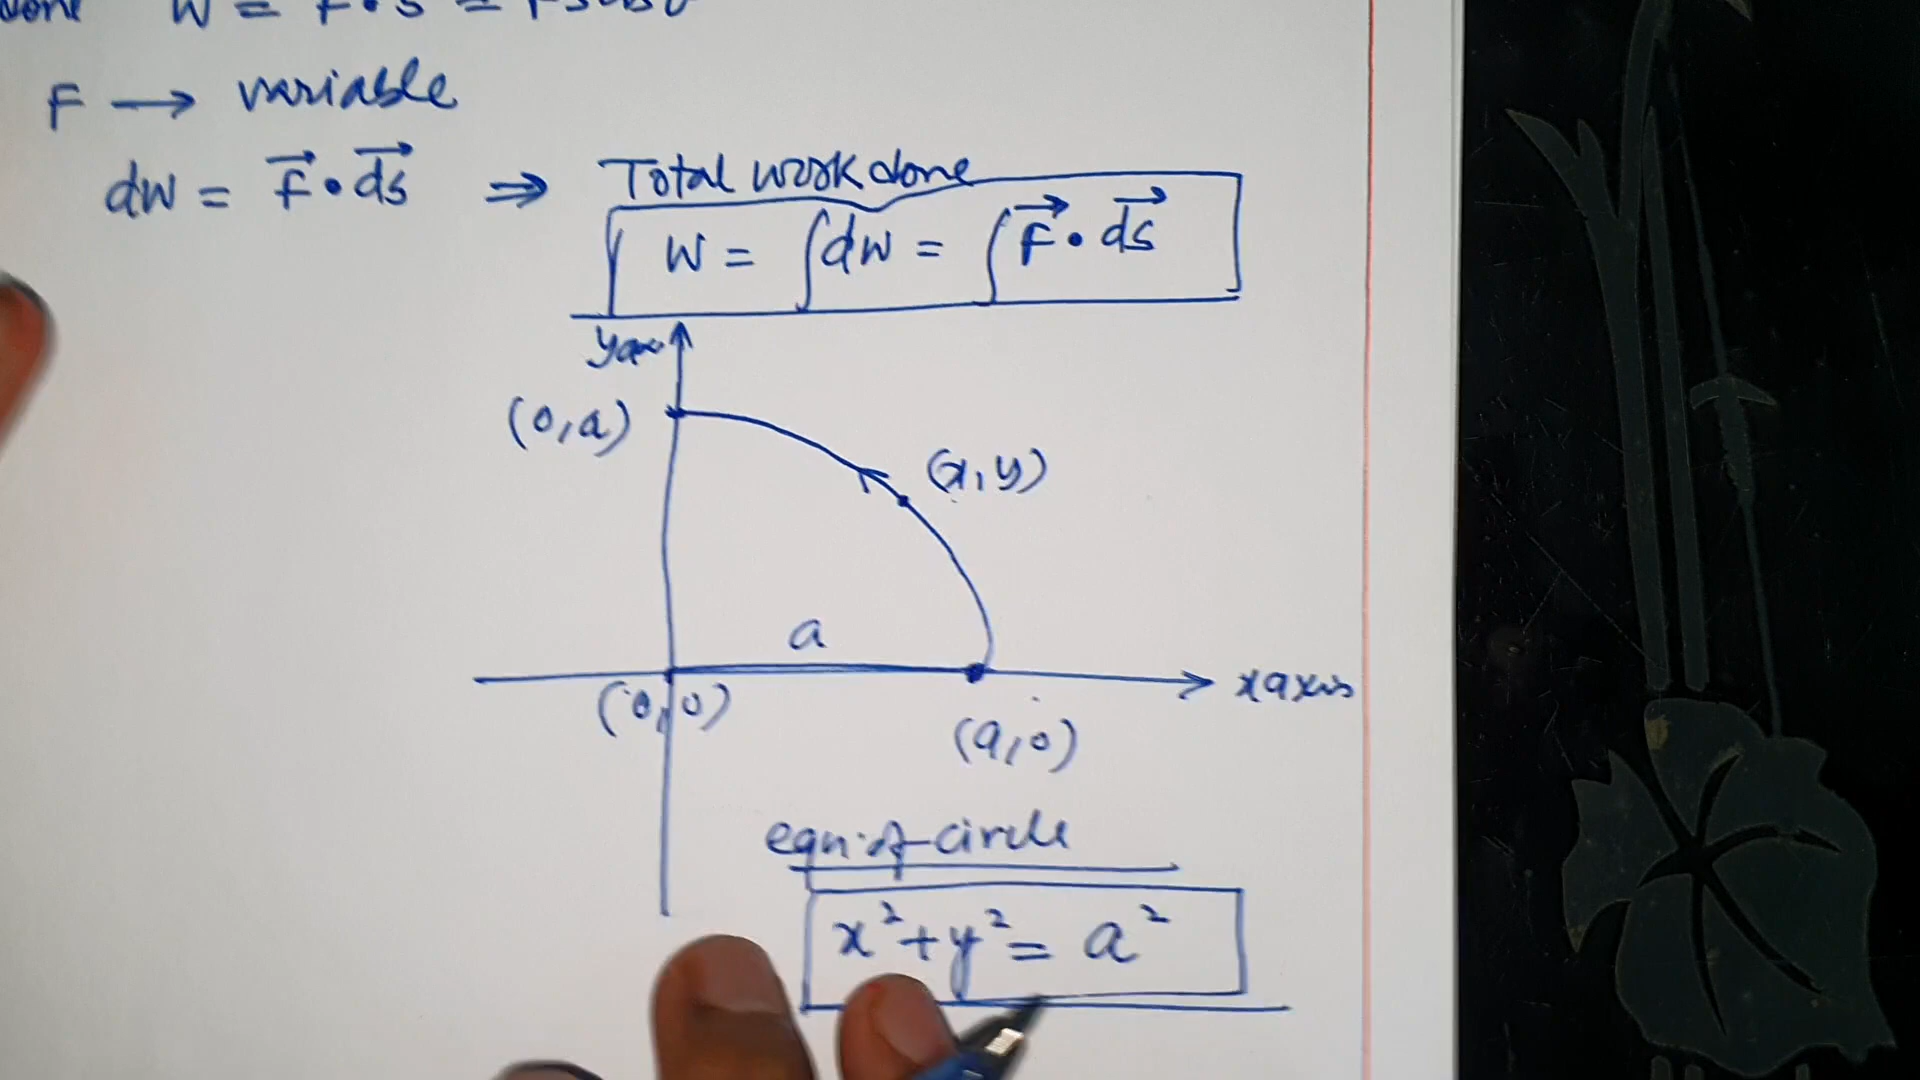 W = F • S = FScosθ
F → variable
dW = F⃗ • ds⃗ ⇒ Total work done
W = ∫dW = ∫F⃗ • ds⃗
(0,a)
(x,y)
a
x axis
(0,0)
(a,0)
eqn. of circle
x² + y² = a²